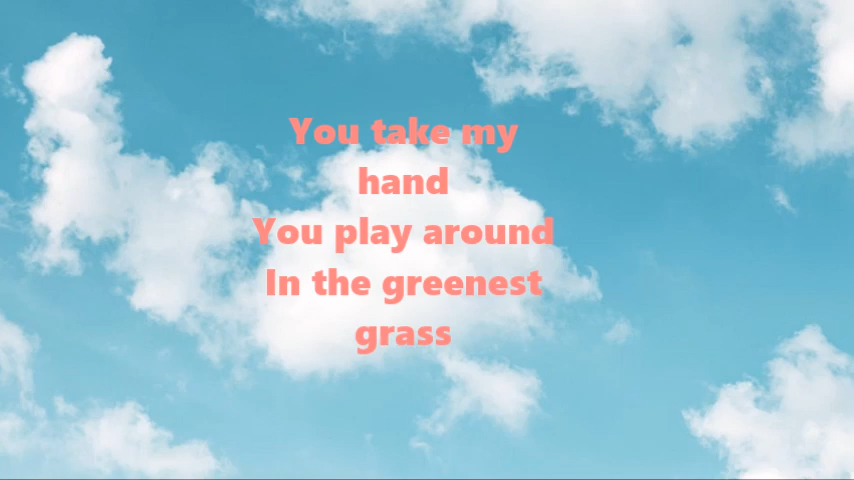 You take my
hand
You play around
In the greenest
grass